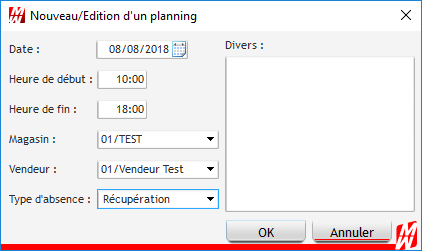 Nouveau/Edition d'un planning
Date : 08/08/2018
Heure de début : 10:00
Heure de fin : 18:00
Magasin : 01/TEST
Vendeur : 01/Vendeur Test
Type d'absence : Récupération
Divers :
OK Annuler